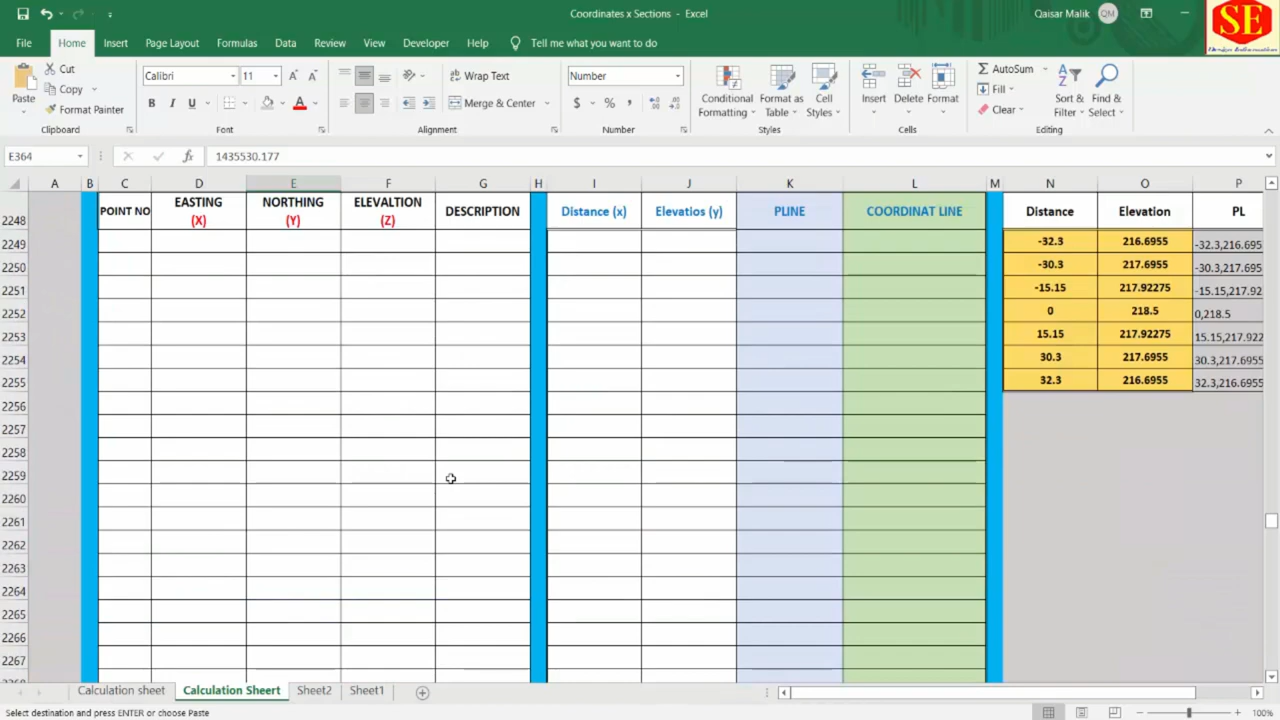 Coordinates x Sections - Excel
Qaisar Malik QM
SE
File Home Insert Page Layout Formulas Data Review View Developer Help Tell me what you want to do
Paste
Cut
Copy
Format Painter
Clipboard
Calibri 11
B I U
Font
Wrap Text
Merge & Center
Alignment
Number
$ % ,
Number
Conditional Formatting
Format as Table
Cell Styles
Styles
Insert Delete Format
Cells
AutoSum
Fill
Clear
Sort & Filter
Find & Select
Editing
E364 fx 1435530.177
A B C D E F G H I J K L M N O P
2248 POINT NO EASTING (X) NORTHING (Y) ELEVALTION (Z) DESCRIPTION Distance (x) Elevatios (y) PLINE COORDINAT LINE Distance Elevation PL
2249 -32.3 216.6955 -32.3,216.695
2250 -30.3 217.6955 -30.3,217.695
2251 -15.15 217.92275 -15.15,217.92
2252 0 218.5 0,218.5
2253 15.15 217.92275 15.15,217.922
2254 30.3 217.6955 30.3,217.6955
2255 32.3 216.6955 32.3,216.6955
2256
2257
2258
2259
2260
2261
2262
2263
2264
2265
2266
2267
Calculation sheet Calculation Sheert Sheet2 Sheet1
Select destination and press ENTER or choose Paste 100%